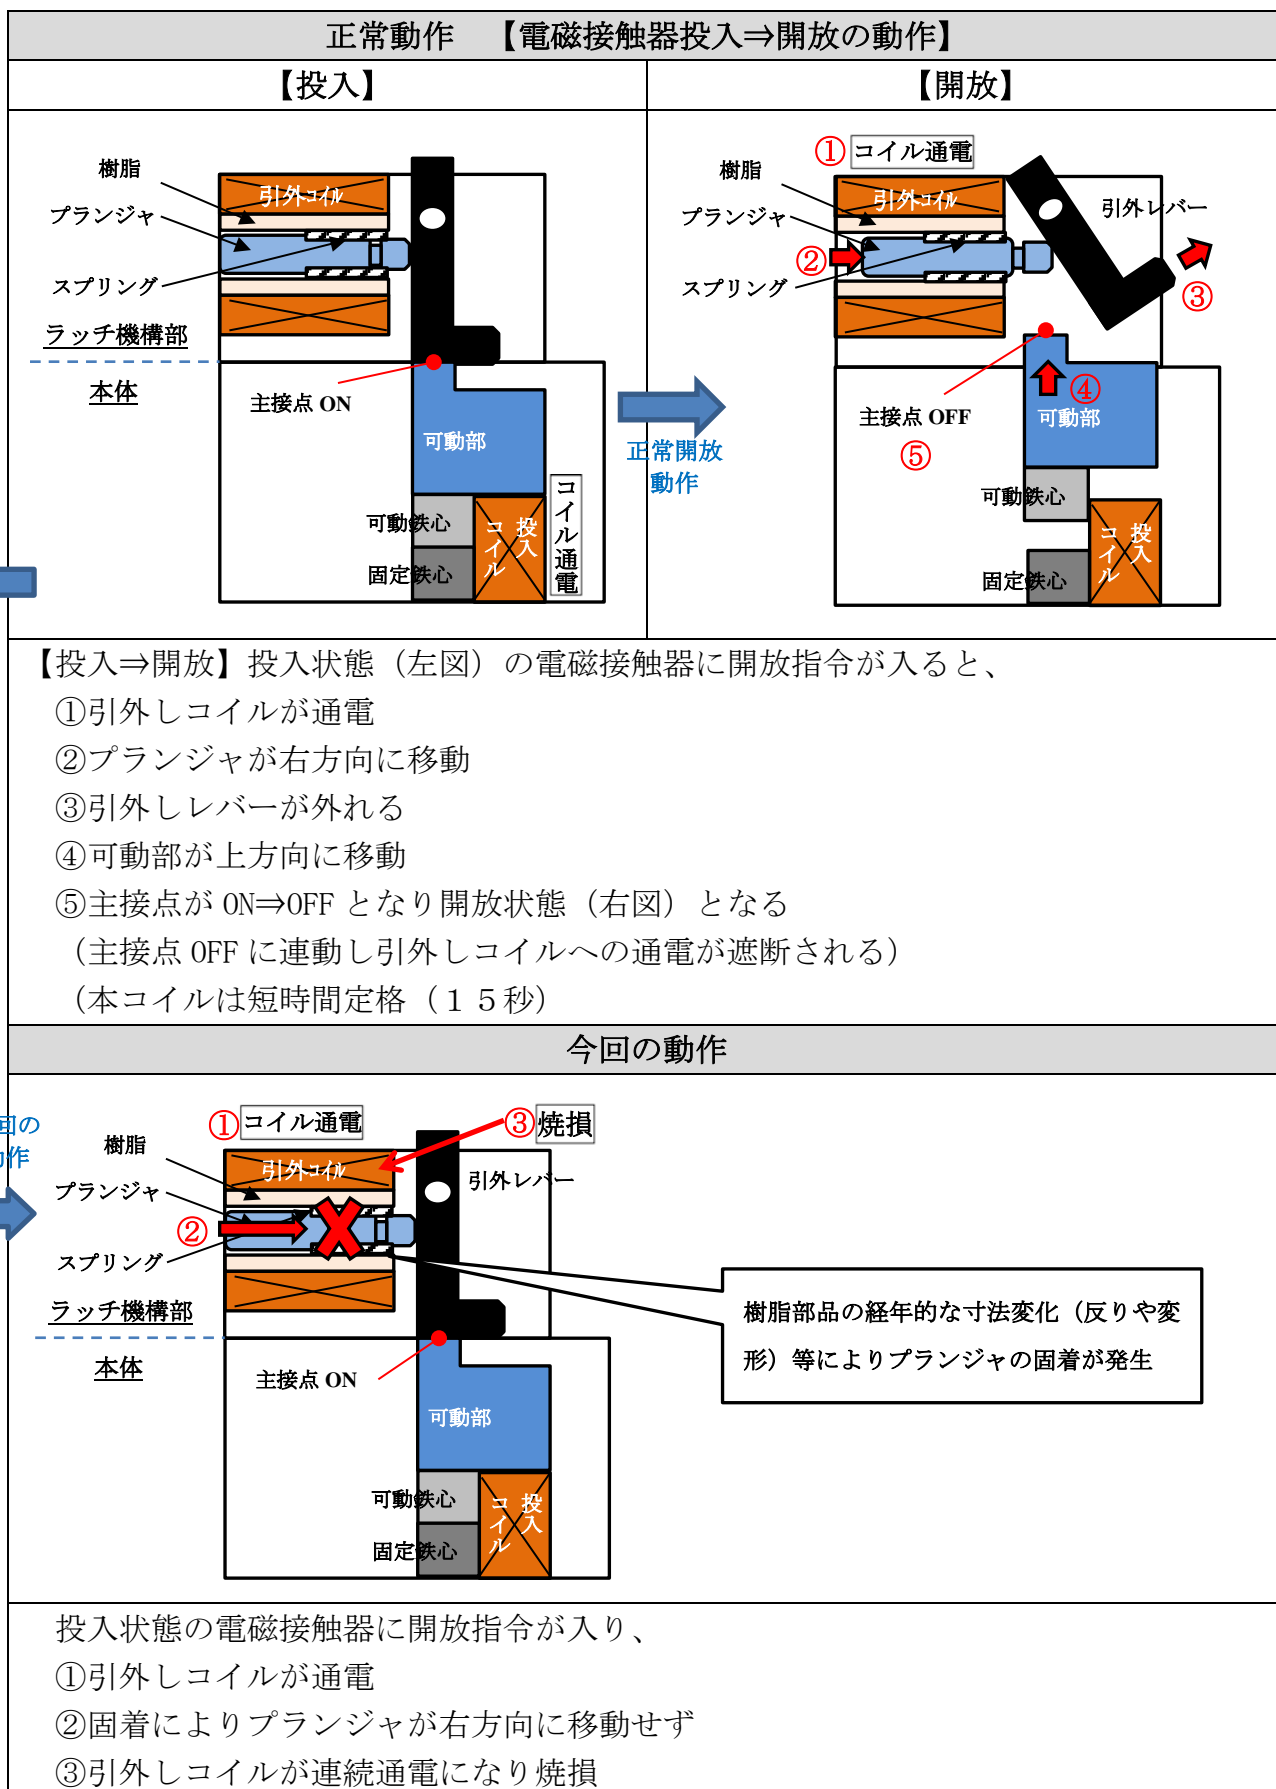 正常動作　【電磁接触器投入⇒開放の動作】
【投入】
樹脂
プランジャ
スプリング
ラッチ機構部
本体
引外コイル
主接点 ON
可動部
可動鉄心
固定鉄心
投入コイル
コイル通電
正常開放
動作
【開放】
①コイル通電
樹脂
プランジャ
②
スプリング
引外コイル
引外レバー
③
④
主接点 OFF
⑤
可動部
可動鉄心
固定鉄心
投入コイル
【投入⇒開放】投入状態（左図）の電磁接触器に開放指令が入ると、
①引外しコイルが通電
②プランジャが右方向に移動
③引外しレバーが外れる
④可動部が上方向に移動
⑤主接点が ON⇒OFF となり開放状態（右図）となる
（主接点 OFF に連動し引外しコイルへの通電が遮断される）
（本コイルは短時間定格（１５秒）
今回の動作
回の
作
①コイル通電
③焼損
樹脂
プランジャ
②
スプリング
ラッチ機構部
本体
引外コイル
引外レバー
主接点 ON
可動部
可動鉄心
固定鉄心
投入コイル
樹脂部品の経年的な寸法変化（反りや変
形）等によりプランジャの固着が発生
投入状態の電磁接触器に開放指令が入り、
①引外しコイルが通電
②固着によりプランジャが右方向に移動せず
③引外しコイルが連続通電になり焼損